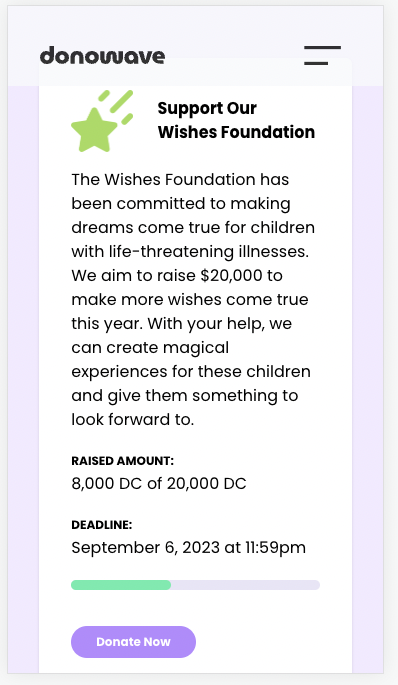 donowave
Support Our
Wishes Foundation
The Wishes Foundation has
been committed to making
dreams come true for children
with life-threatening illnesses.
We aim to raise $20,000 to
make more wishes come true
this year. With your help, we
can create magical
experiences for these children
and give them something to
look forward to.
RAISED AMOUNT:
8,000 DC of 20,000 DC
DEADLINE:
September 6, 2023 at 11:59pm
Donate Now